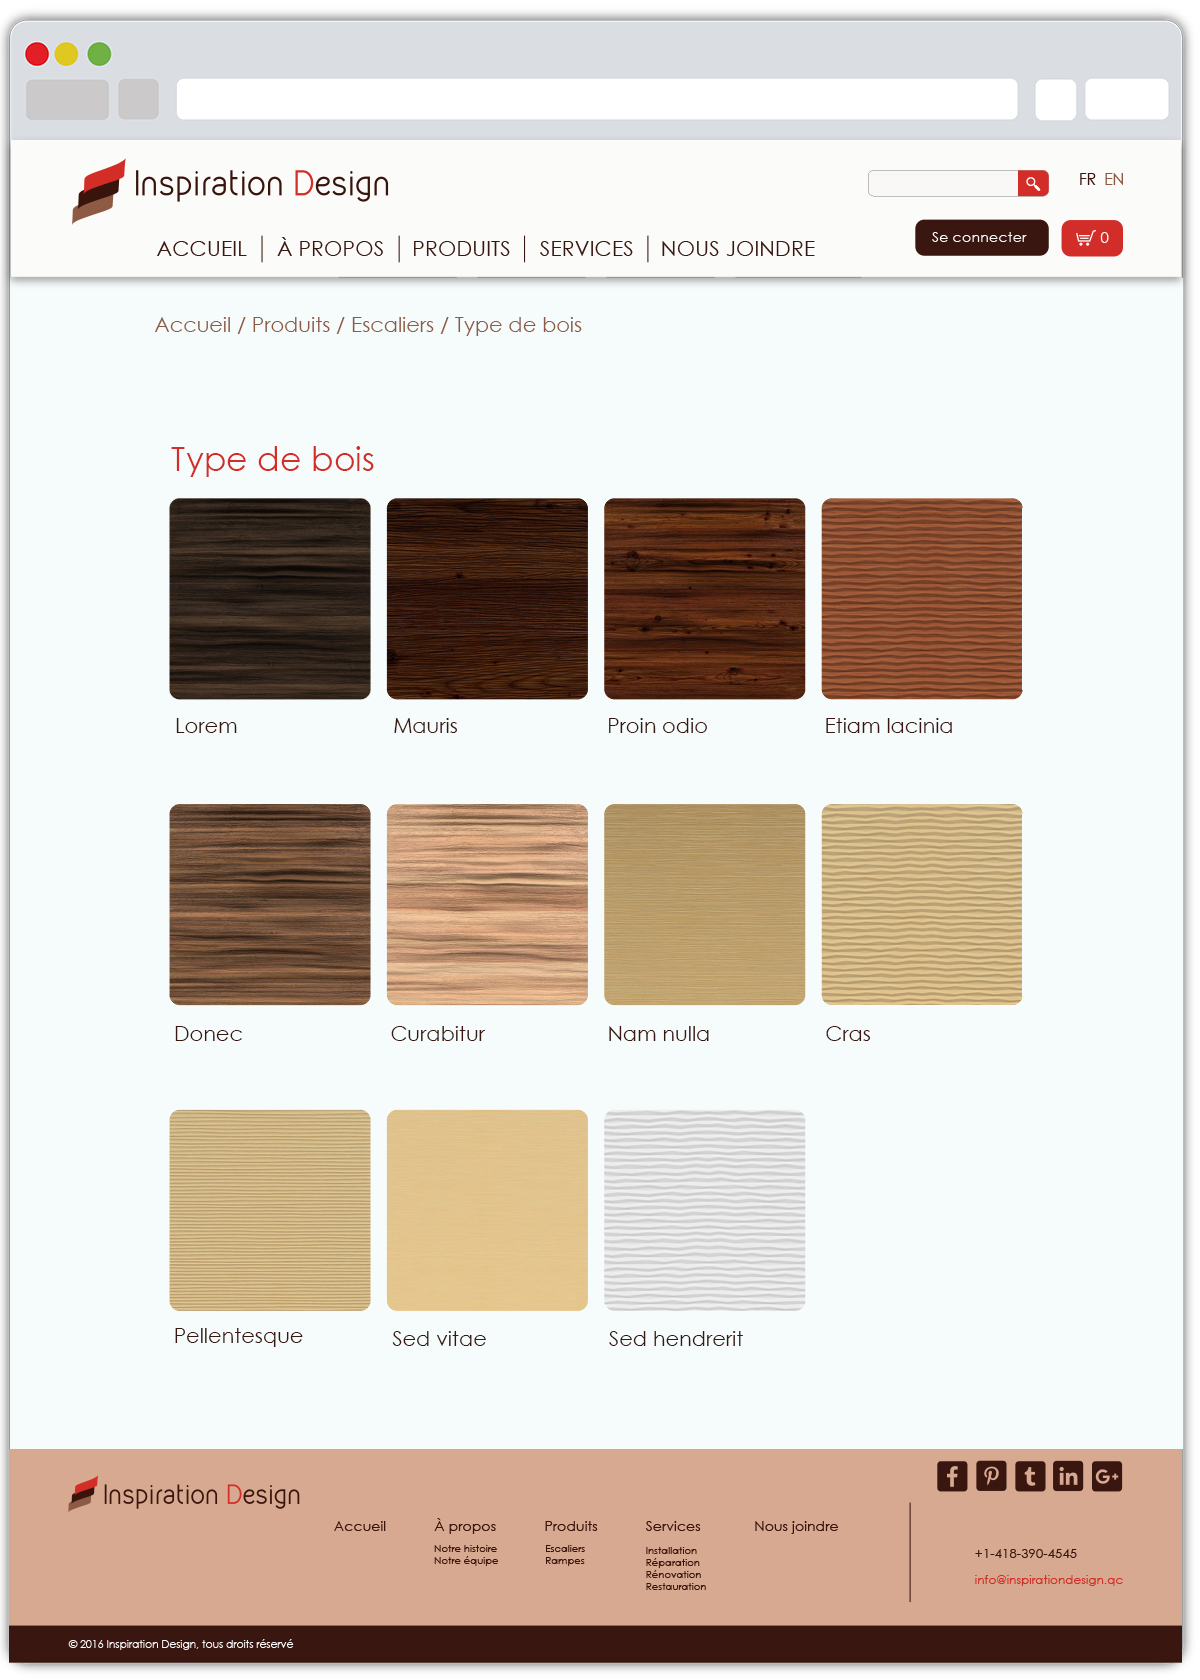 Inspiration Design
FR EN
Se connecter
0
ACCUEIL | À PROPOS | PRODUITS | SERVICES | NOUS JOINDRE
Accueil / Produits / Escaliers / Type de bois
Type de bois
Lorem Mauris Proin odio Etiam lacinia
Donec Curabitur Nam nulla Cras
Pellentesque Sed vitae Sed hendrerit
Inspiration Design
Accueil
À propos
Notre histoire
Notre équipe
Produits
Escaliers
Rampes
Services
Installation
Réparation
Rénovation
Restauration
Nous joindre
+1-418-390-4545
info@inspirationdesign.qc
© 2016 Inspiration Design, tous droits réservé